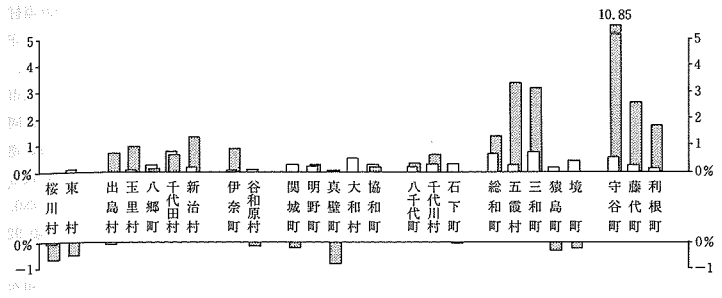 10.85
5
4
3
2
1
0%
5
4
3
2
1
0%
桜川村
東村
出島村
玉里村
八郷町
千代田村
新治村
伊奈町
谷和原村
関城町
明野町
真壁町
大和村
協和町
八千代町
千代川村
石下町
総和町
五霞村
三和町
猿島町
境町
守谷町
藤代町
利根町
0%
-1
0%
-1